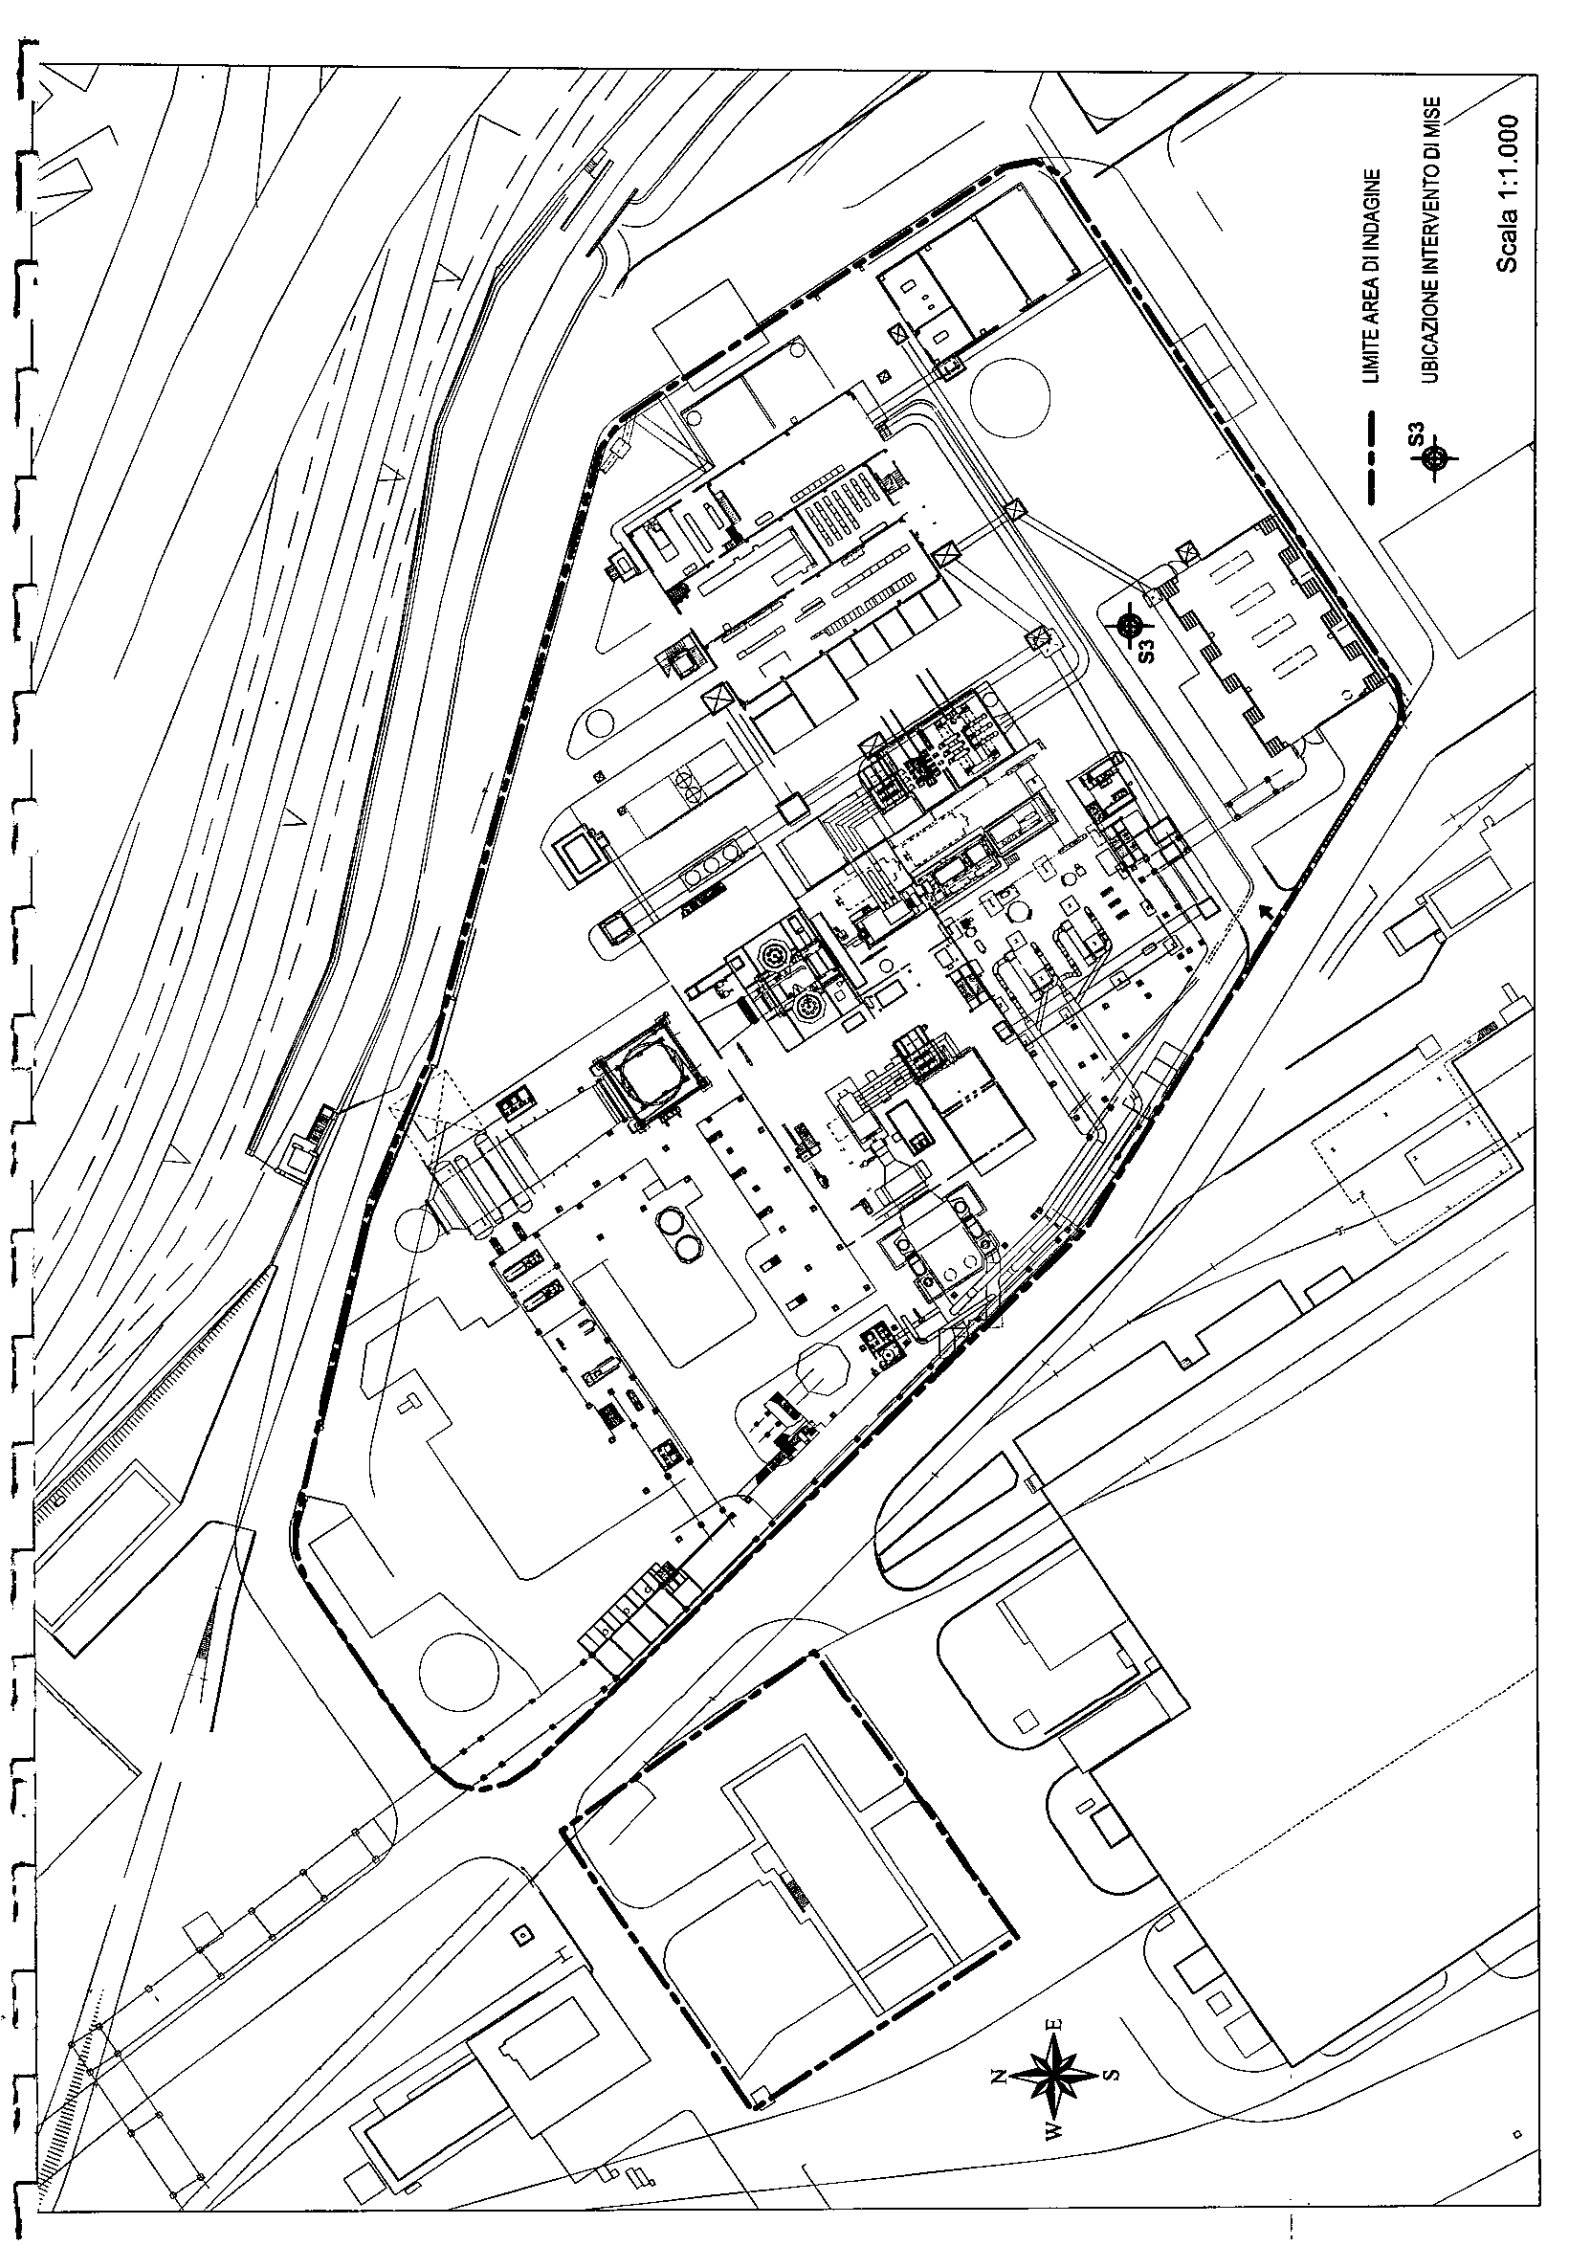 S3
LIMITE AREA DI INDAGINE
S3
UBICAZIONE INTERVENTO DI MISE
Scala 1:1.000
N
E
S
W